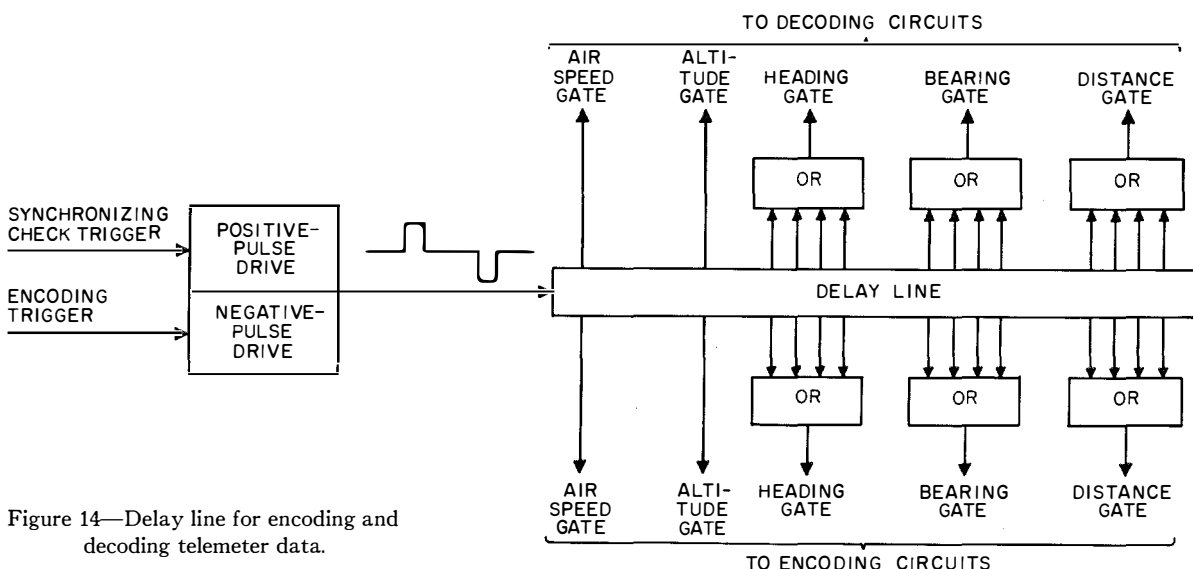 TO DECODING CIRCUITS
AIR
SPEED
GATE
ALTI-
TUDE
GATE
HEADING
GATE
BEARING
GATE
DISTANCE
GATE
OR
OR
OR
SYNCHRONIZING
CHECK TRIGGER
POSITIVE-
PULSE
DRIVE
ENCODING
TRIGGER
NEGATIVE-
PULSE
DRIVE
DELAY LINE
OR
OR
OR
AIR
SPEED
GATE
ALTI-
TUDE
GATE
HEADING
GATE
BEARING
GATE
DISTANCE
GATE
TO ENCODING CIRCUITS
Figure 14—Delay line for encoding and
decoding telemeter data.